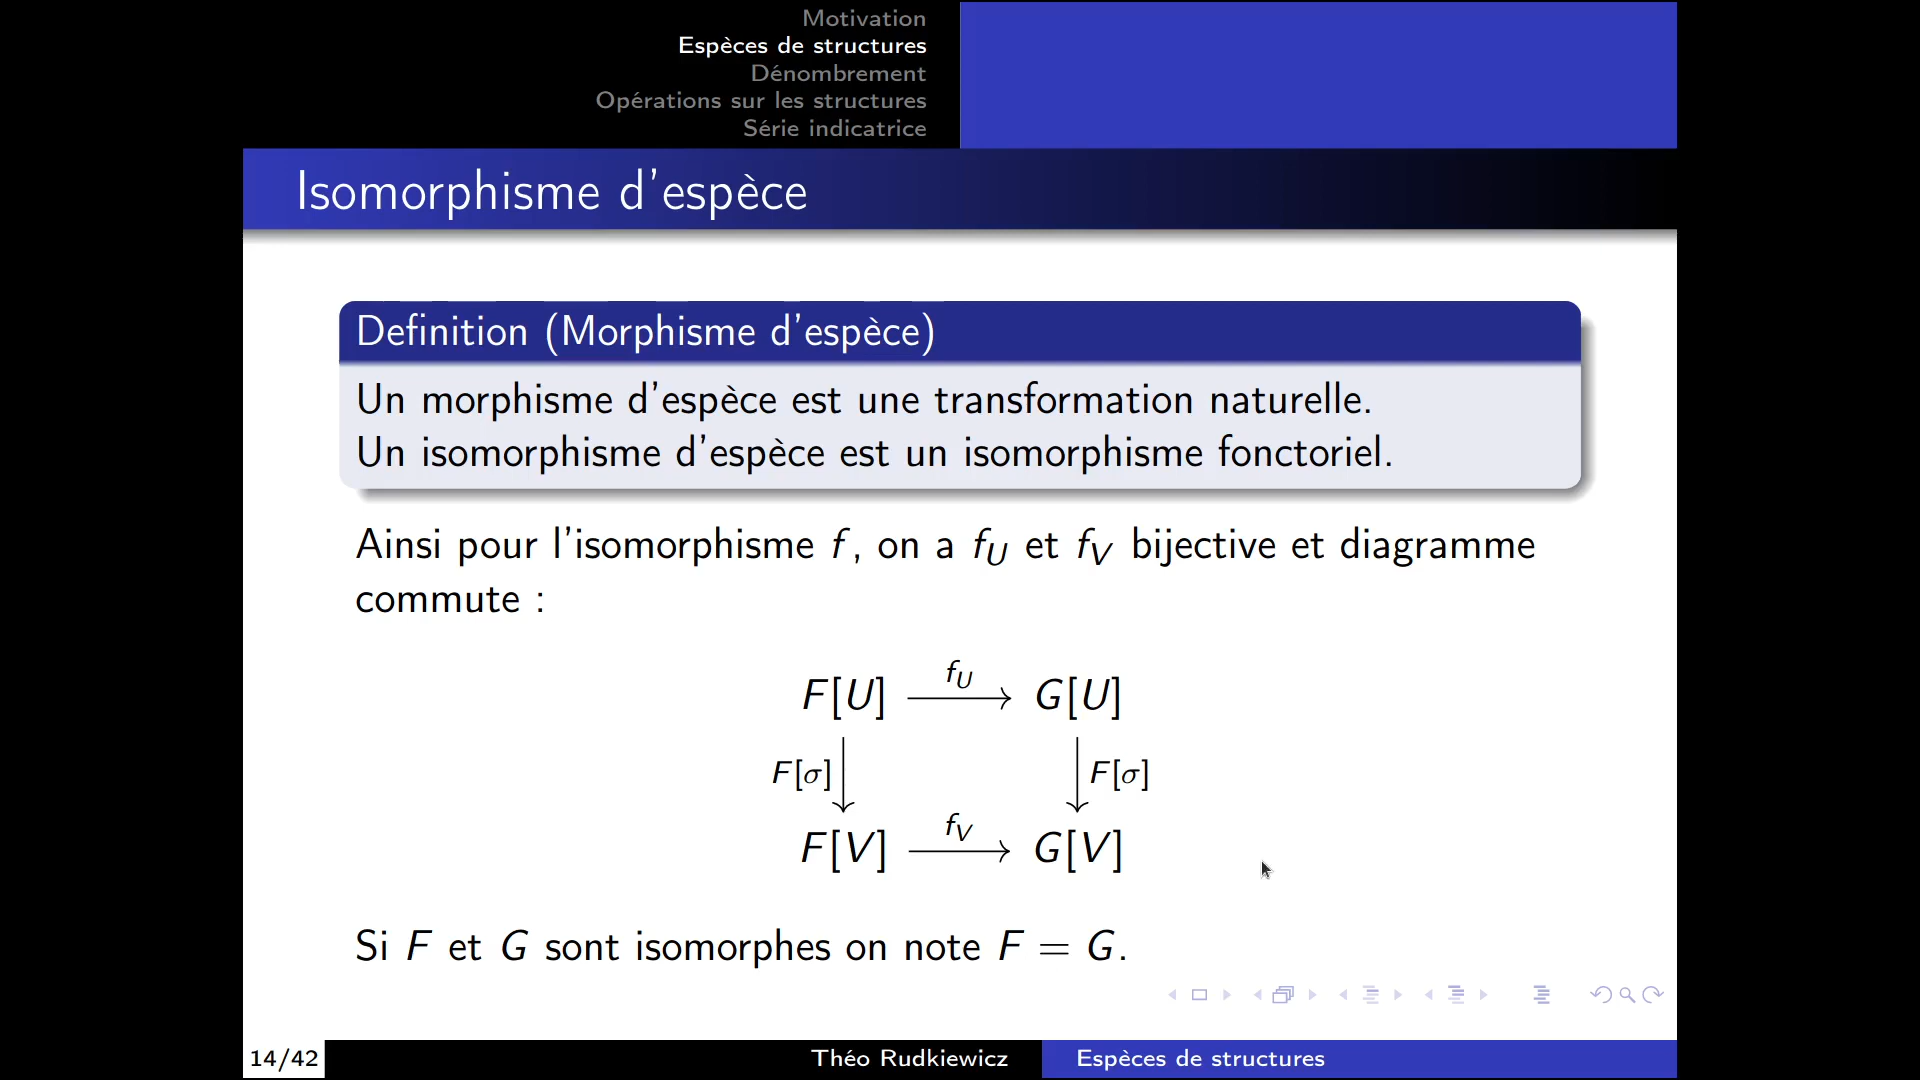 Motivation
Espèces de structures
Dénombrement
Opérations sur les structures
Série indicatrice
Isomorphisme d'espèce
Definition (Morphisme d'espèce)
Un morphisme d'espèce est une transformation naturelle.
Un isomorphisme d'espèce est un isomorphisme fonctoriel.
Ainsi pour l'isomorphisme f, on a f_U et f_V bijective et diagramme
commute :
f_U
F[U] → G[U]
F[σ] F[σ]
f_V
F[V] → G[V]
Si F et G sont isomorphes on note F = G.
14/42 Théo Rudkiewicz Espèces de structures